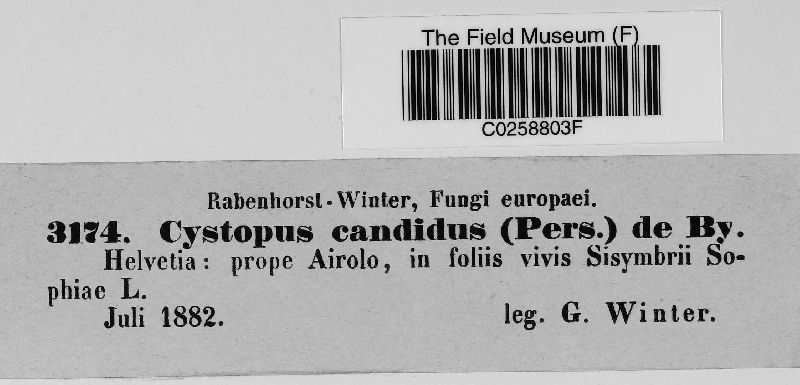 The Field Museum (F)
C0258803F
Rabenhorst-Winter, Fungi europaei.
3174. Cystopus candidus (Pers.) de By.
Helvetia: prope Airolo, in foliis vivis Sisymbrii So-
phiae L.
Juli 1882. leg. G. Winter.